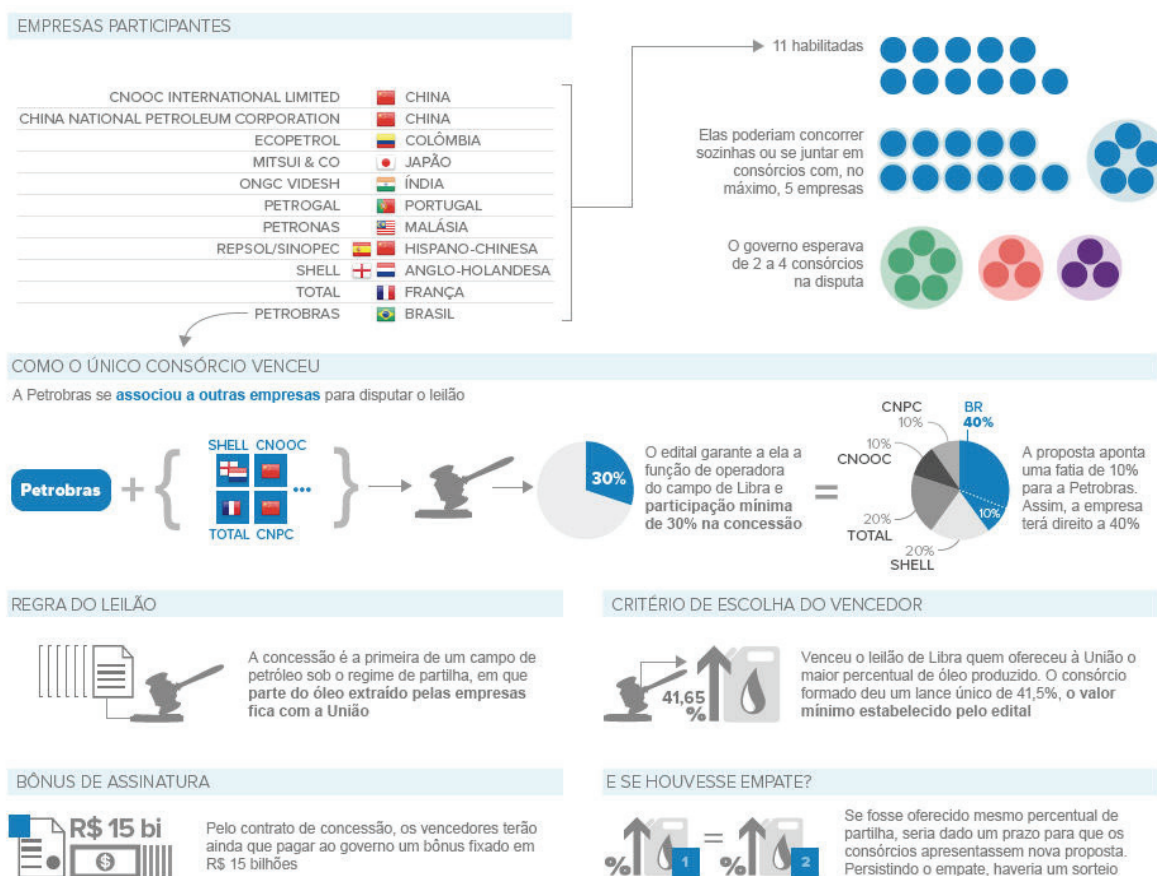 EMPRESAS PARTICIPANTES
CNOOC INTERNATIONAL LIMITED CHINA
CHINA NATIONAL PETROLEUM CORPORATION CHINA
ECOPETROL COLÔMBIA
MITSUI & CO JAPÃO
ONGC VIDESH ÍNDIA
PETROGAL PORTUGAL
PETRONAS MALÁSIA
REPSOL/SINOPEC HISPANO-CHINESA
SHELL ANGLO-HOLANDESA
TOTAL FRANÇA
PETROBRAS BRASIL
11 habilitadas
Elas poderiam concorrer
sozinhas ou se juntar em
consórcios com, no
máximo, 5 empresas
O governo esperava
de 2 a 4 consórcios
na disputa
COMO O ÚNICO CONSÓRCIO VENCEU
A Petrobras se associou a outras empresas para disputar o leilão
Petrobras
+
{
SHELL CNOOC
...
TOTAL CNPC
}
30%
O edital garante a ela a
função de operadora
do campo de Libra e
participação mínima
de 30% na concessão
=
CNPC
10%
BR
40%
10%
CNOOC
20%
TOTAL
20%
SHELL
10%
A proposta aponta
uma fatia de 10%
para a Petrobras.
Assim, a empresa
terá direito a 40%
REGRA DO LEILÃO
A concessão é a primeira de um campo de
petróleo sob o regime de partilha, em que
parte do óleo extraído pelas empresas
fica com a União
CRITÉRIO DE ESCOLHA DO VENCEDOR
41,65
%
Venceu o leilão de Libra quem ofereceu à União o
maior percentual de óleo produzido. O consórcio
formado deu um lance único de 41,5%, o valor
mínimo estabelecido pelo edital
BÔNUS DE ASSINATURA
R$ 15 bi
$
Pelo contrato de concessão, os vencedores terão
ainda que pagar ao governo um bônus fixado em
R$ 15 bilhões
E SE HOUVESSE EMPATE?
% 1 = % 2
Se fosse oferecido mesmo percentual de
partilha, seria dado um prazo para que os
consórcios apresentassem nova proposta.
Persistindo o empate, haveria um sorteio